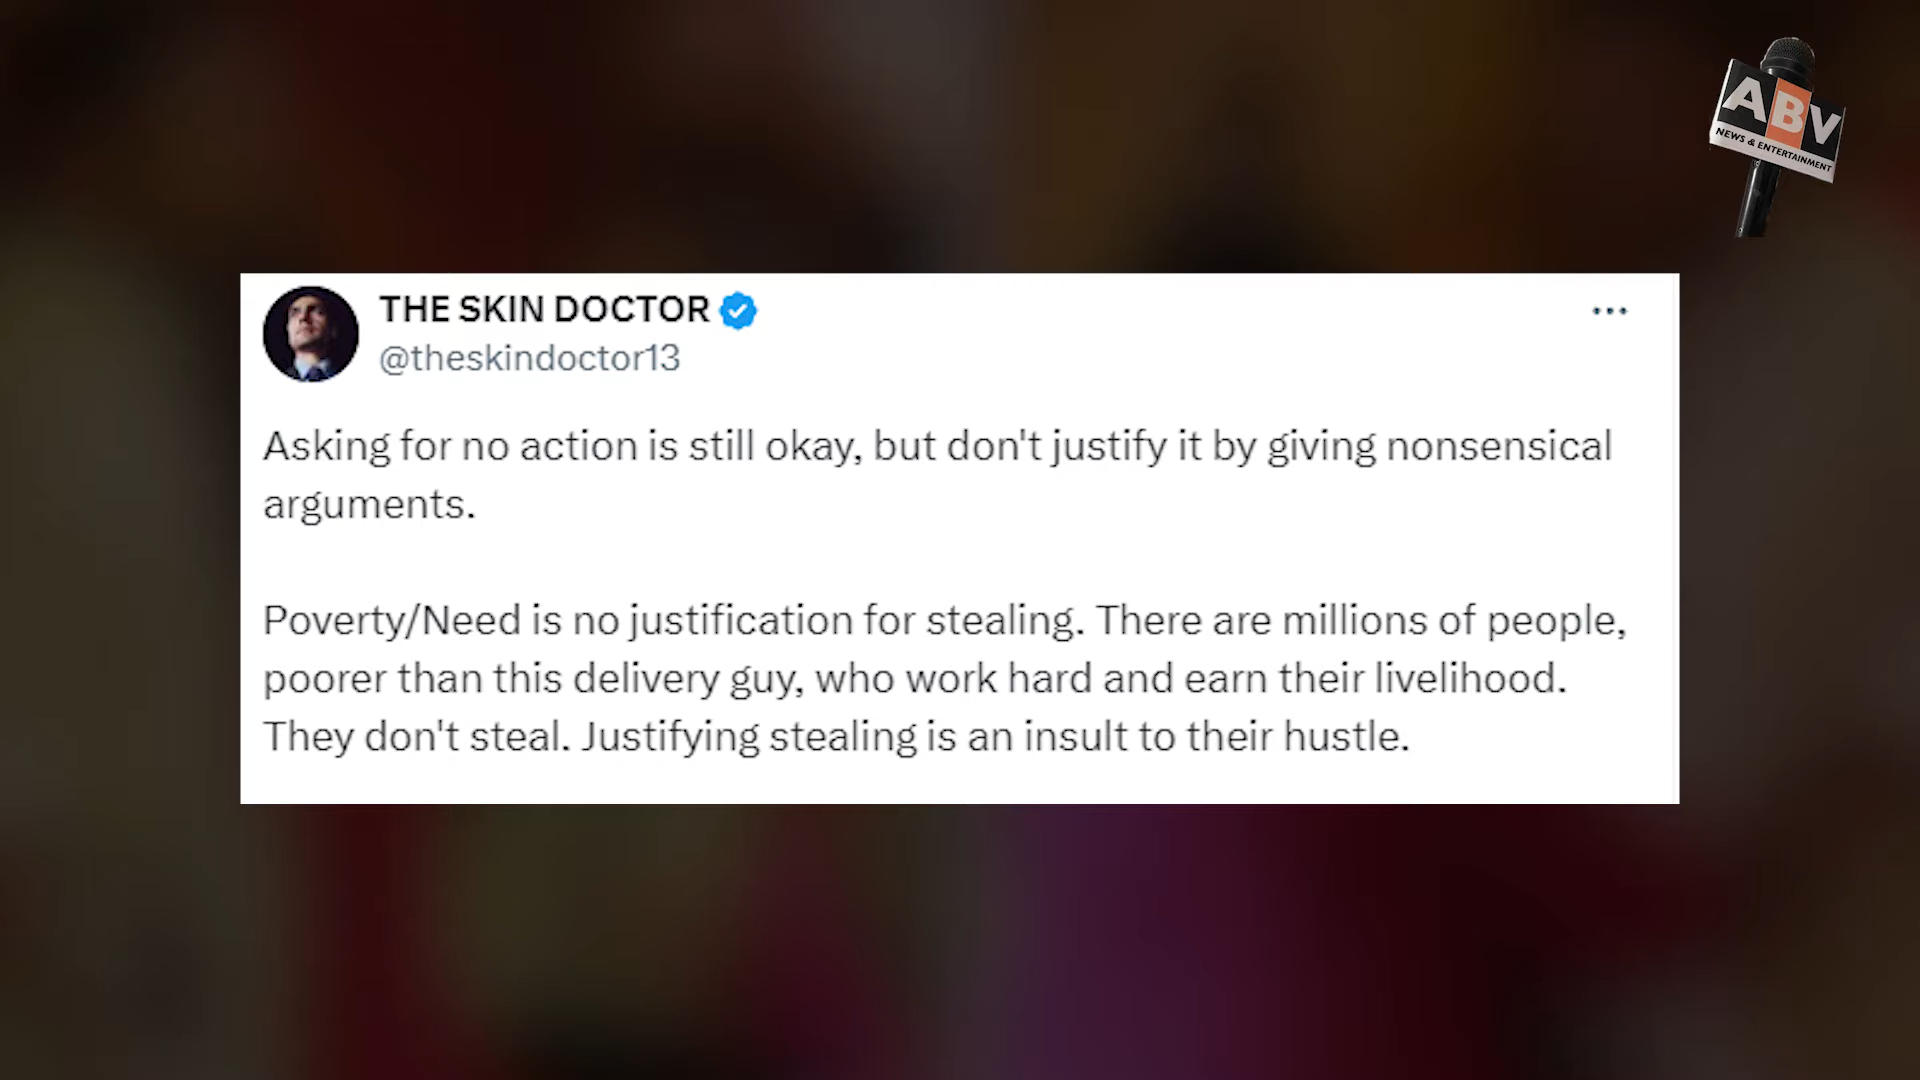 ABV
NEWS & ENTERTAINMENT
THE SKIN DOCTOR
@theskindoctor13
Asking for no action is still okay, but don't justify it by giving nonsensical
arguments.
Poverty/Need is no justification for stealing. There are millions of people,
poorer than this delivery guy, who work hard and earn their livelihood.
They don't steal. Justifying stealing is an insult to their hustle.